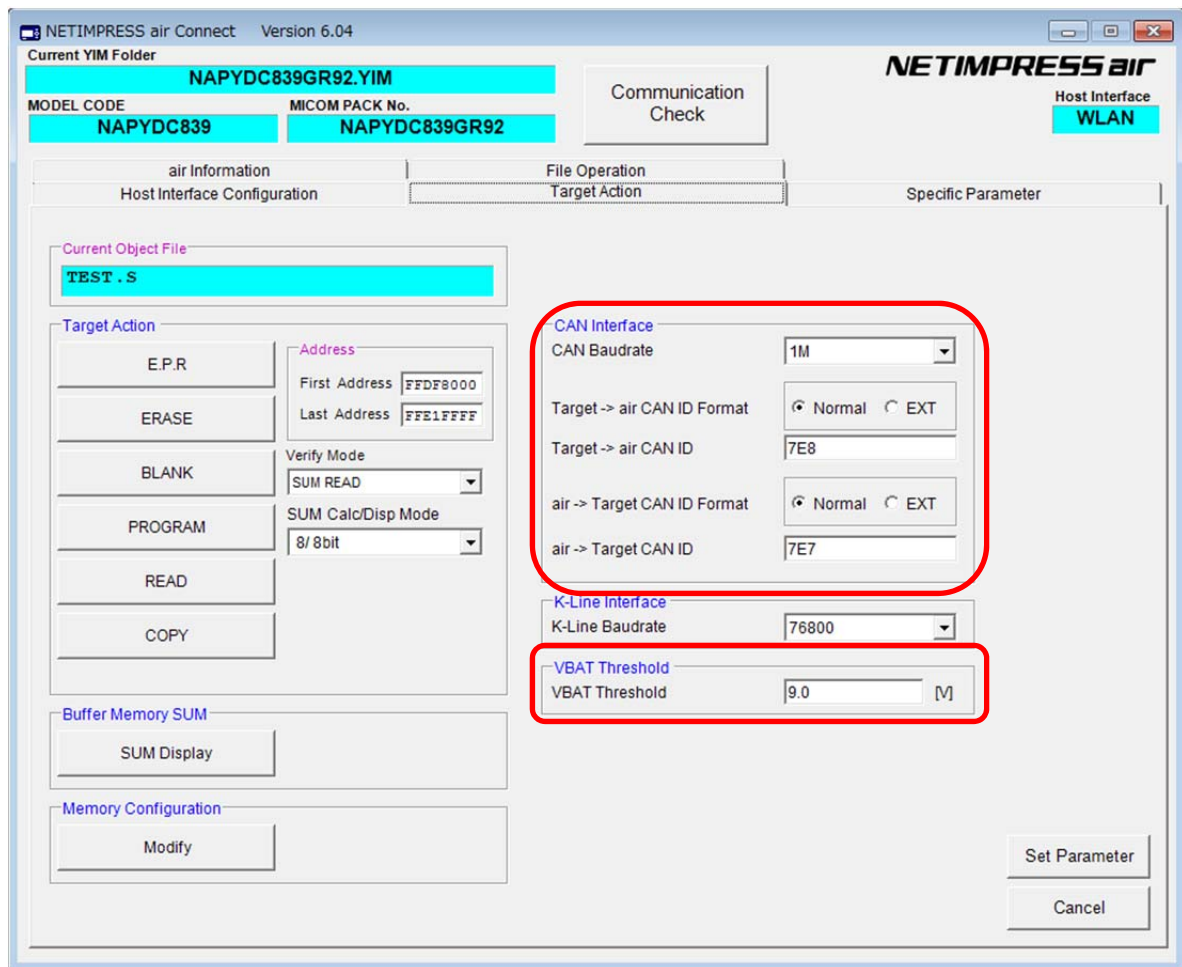 NETIMPRESS air Connect Version 6.04
Current YIM Folder
NAPYDC839GR92.YIM
MODEL CODE
MICOM PACK No.
NAPYDC839
NAPYDC839GR92
Communication
Check
NETIMPRESS air
Host Interface
WLAN
air Information
File Operation
Host Interface Configuration
Target Action
Specific Parameter
Current Object File
TEST.S
Target Action
E.P.R
ERASE
BLANK
PROGRAM
READ
COPY
Address
First Address FFDF8000
Last Address FFE1FFFF
Verify Mode
SUM READ
SUM Calc/Disp Mode
8/ 8bit
Buffer Memory SUM
SUM Display
Memory Configuration
Modify
CAN Interface
CAN Baudrate 1M
Target -> air CAN ID Format Normal EXT
Target -> air CAN ID 7E8
air -> Target CAN ID Format Normal EXT
air -> Target CAN ID 7E7
K-Line Interface
K-Line Baudrate 76800
VBAT Threshold
VBAT Threshold 9.0 [V]
Set Parameter
Cancel